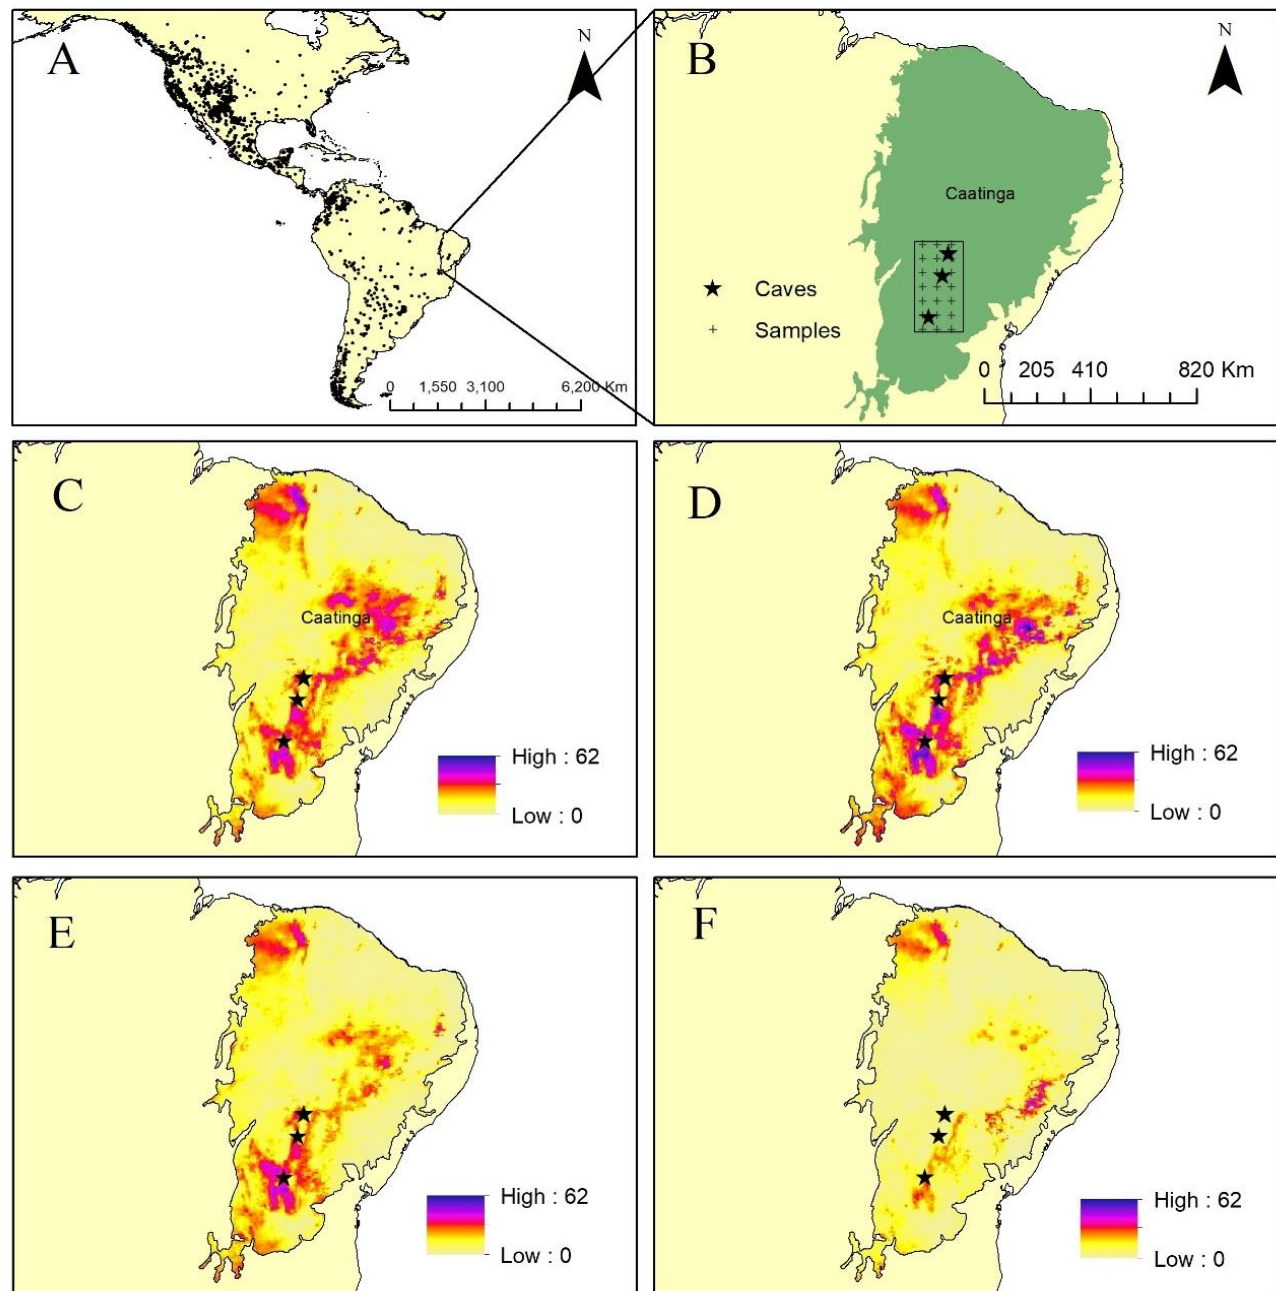 A
N
0 1,550 3,100 6,200 Km
B
N
Caatinga
Caves
Samples
0 205 410 820 Km
C
Caatinga
High : 62
Low : 0
D
Caatinga
High : 62
Low : 0
E
High : 62
Low : 0
F
High : 62
Low : 0